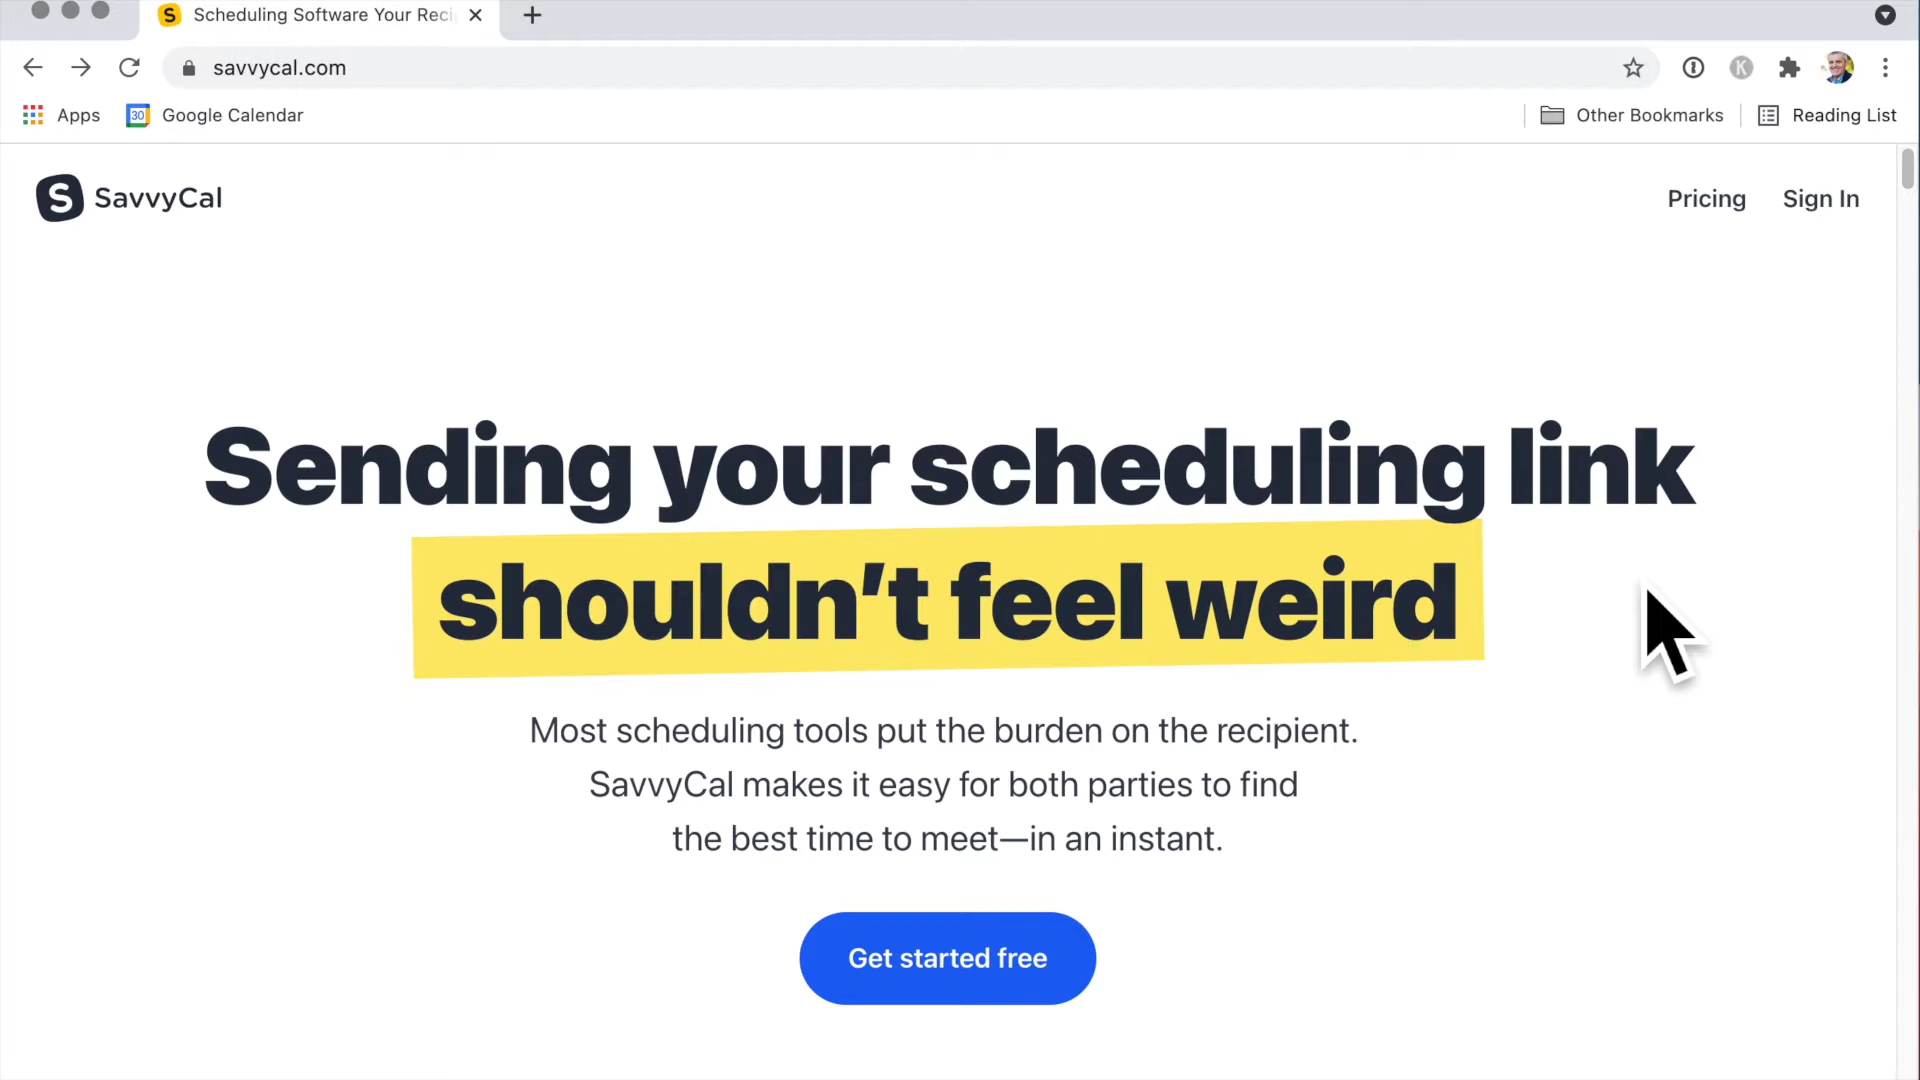 S Scheduling Software Your Reci
savvycal.com
K
Apps
30 Google Calendar
Other Bookmarks
Reading List
S SavvyCal
Pricing
Sign In
Sending your scheduling link
shouldn’t feel weird
Most scheduling tools put the burden on the recipient.
SavvyCal makes it easy for both parties to find
the best time to meet—in an instant.
Get started free